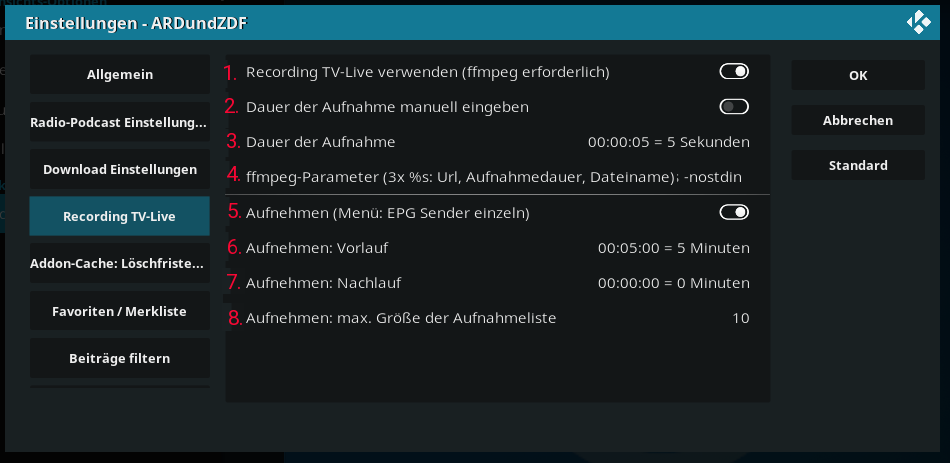 Einstellungen - ARDundZDF
Allgemein
Radio-Podcast Einstellung...
Download Einstellungen
Recording TV-Live
Addon-Cache: Löschfriste...
Favoriten / Merkliste
Beiträge filtern
1. Recording TV-Live verwenden (ffmpeg erforderlich)
2. Dauer der Aufnahme manuell eingeben
3. Dauer der Aufnahme 00:00:05 = 5 Sekunden
4. ffmpeg-Parameter (3x %s: Url, Aufnahmedauer, Dateiname); -nostdin
5. Aufnehmen (Menü: EPG Sender einzeln)
6. Aufnehmen: Vorlauf 00:05:00 = 5 Minuten
7. Aufnehmen: Nachlauf 00:00:00 = 0 Minuten
8. Aufnehmen: max. Größe der Aufnahmeliste 10
OK
Abbrechen
Standard